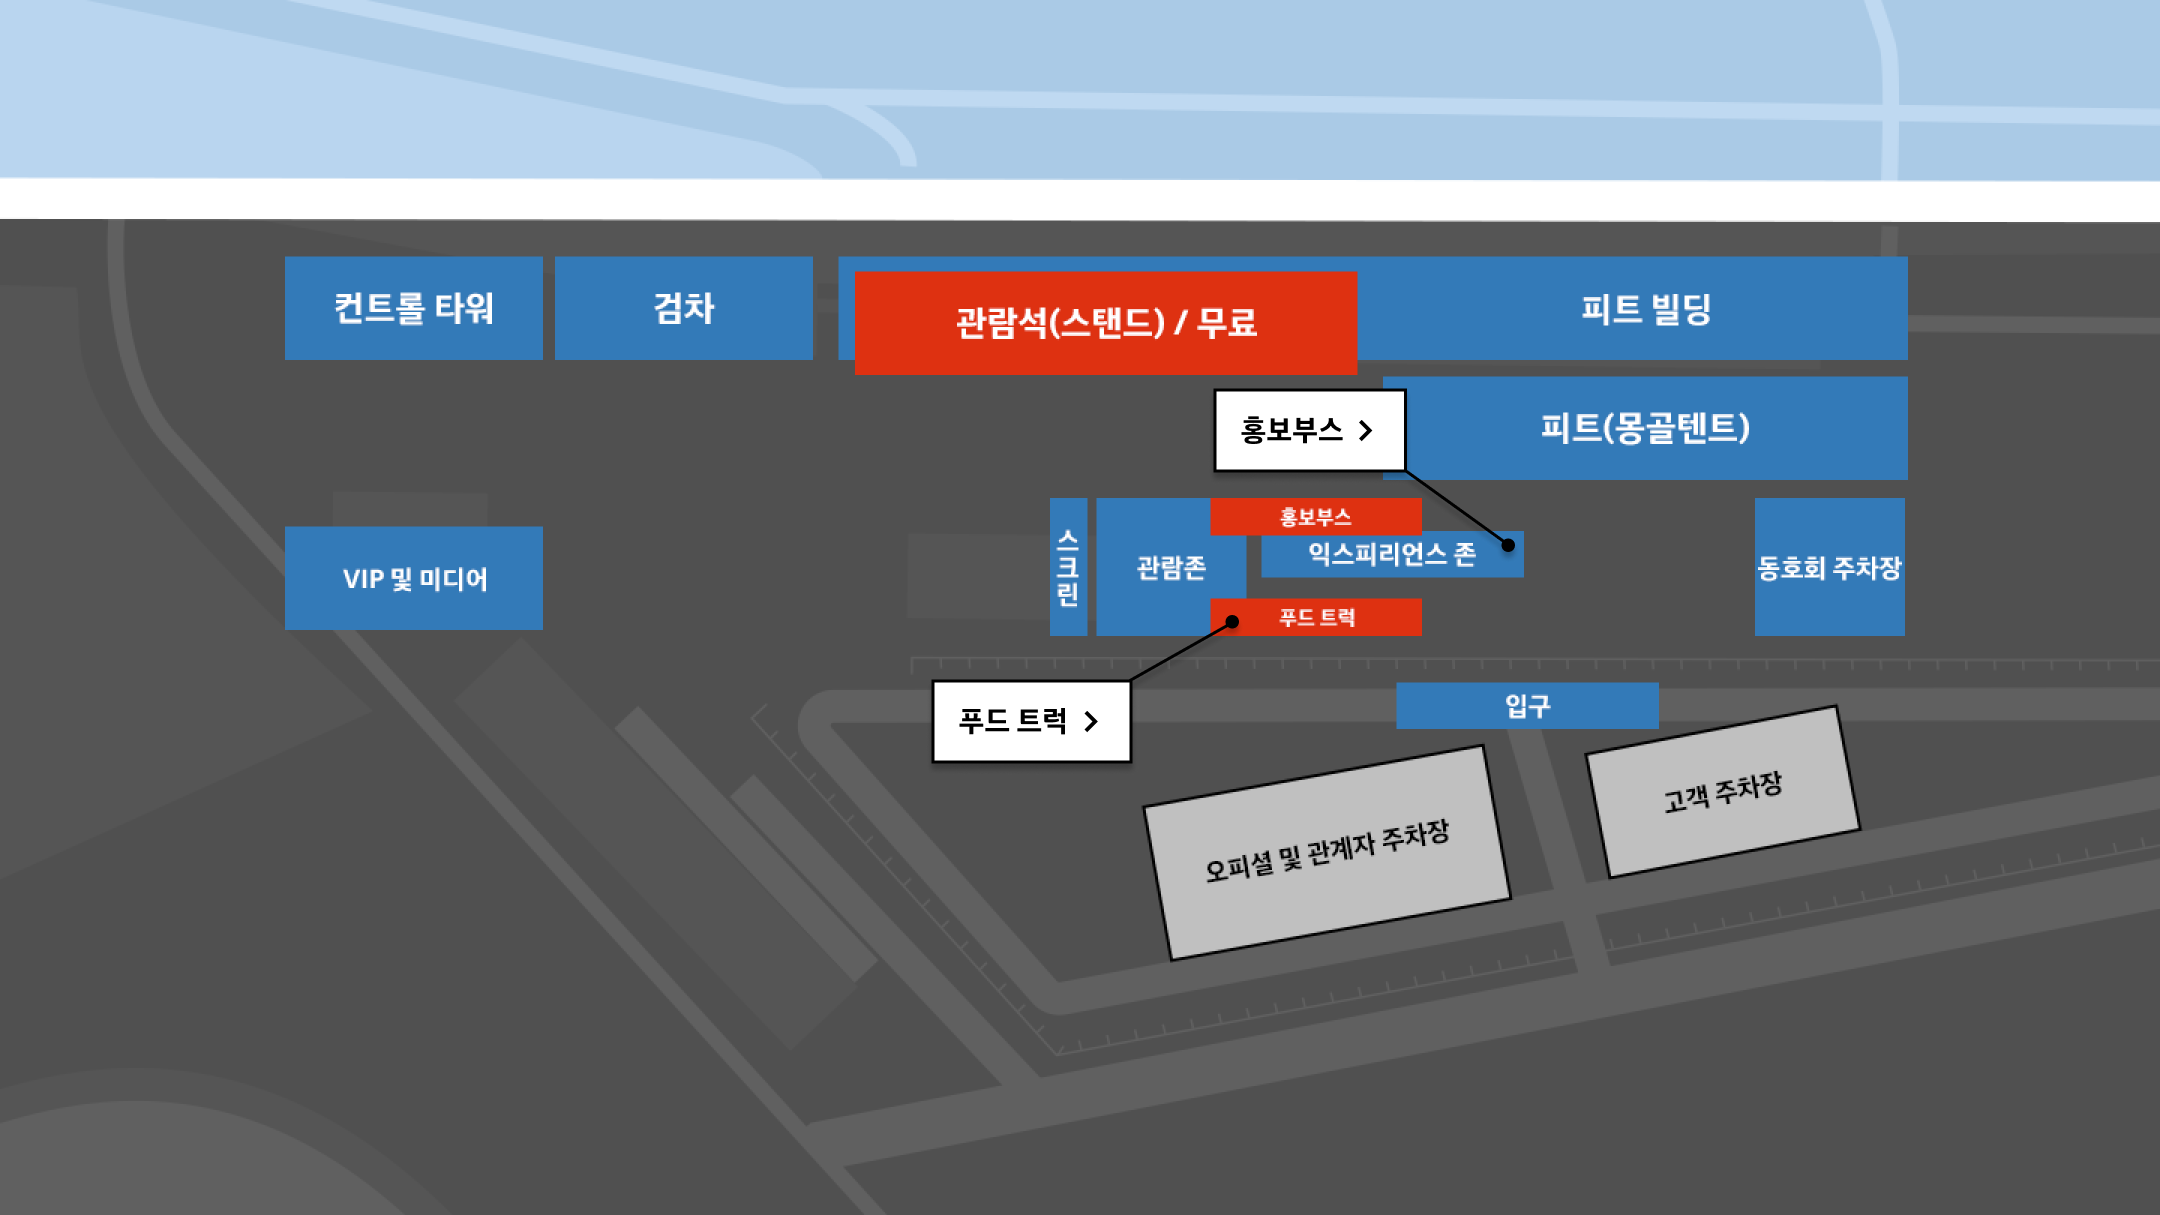 컨트롤 타워
검차
관람석(스탠드) / 무료
피트 빌딩
홍보부스 >
피트(몽골텐트)
VIP 및 미디어
스크린
관람존
홍보부스
익스피리언스 존
푸드 트럭
동호회 주차장
푸드 트럭 >
입구
오피셜 및 관계자 주차장
고객 주차장